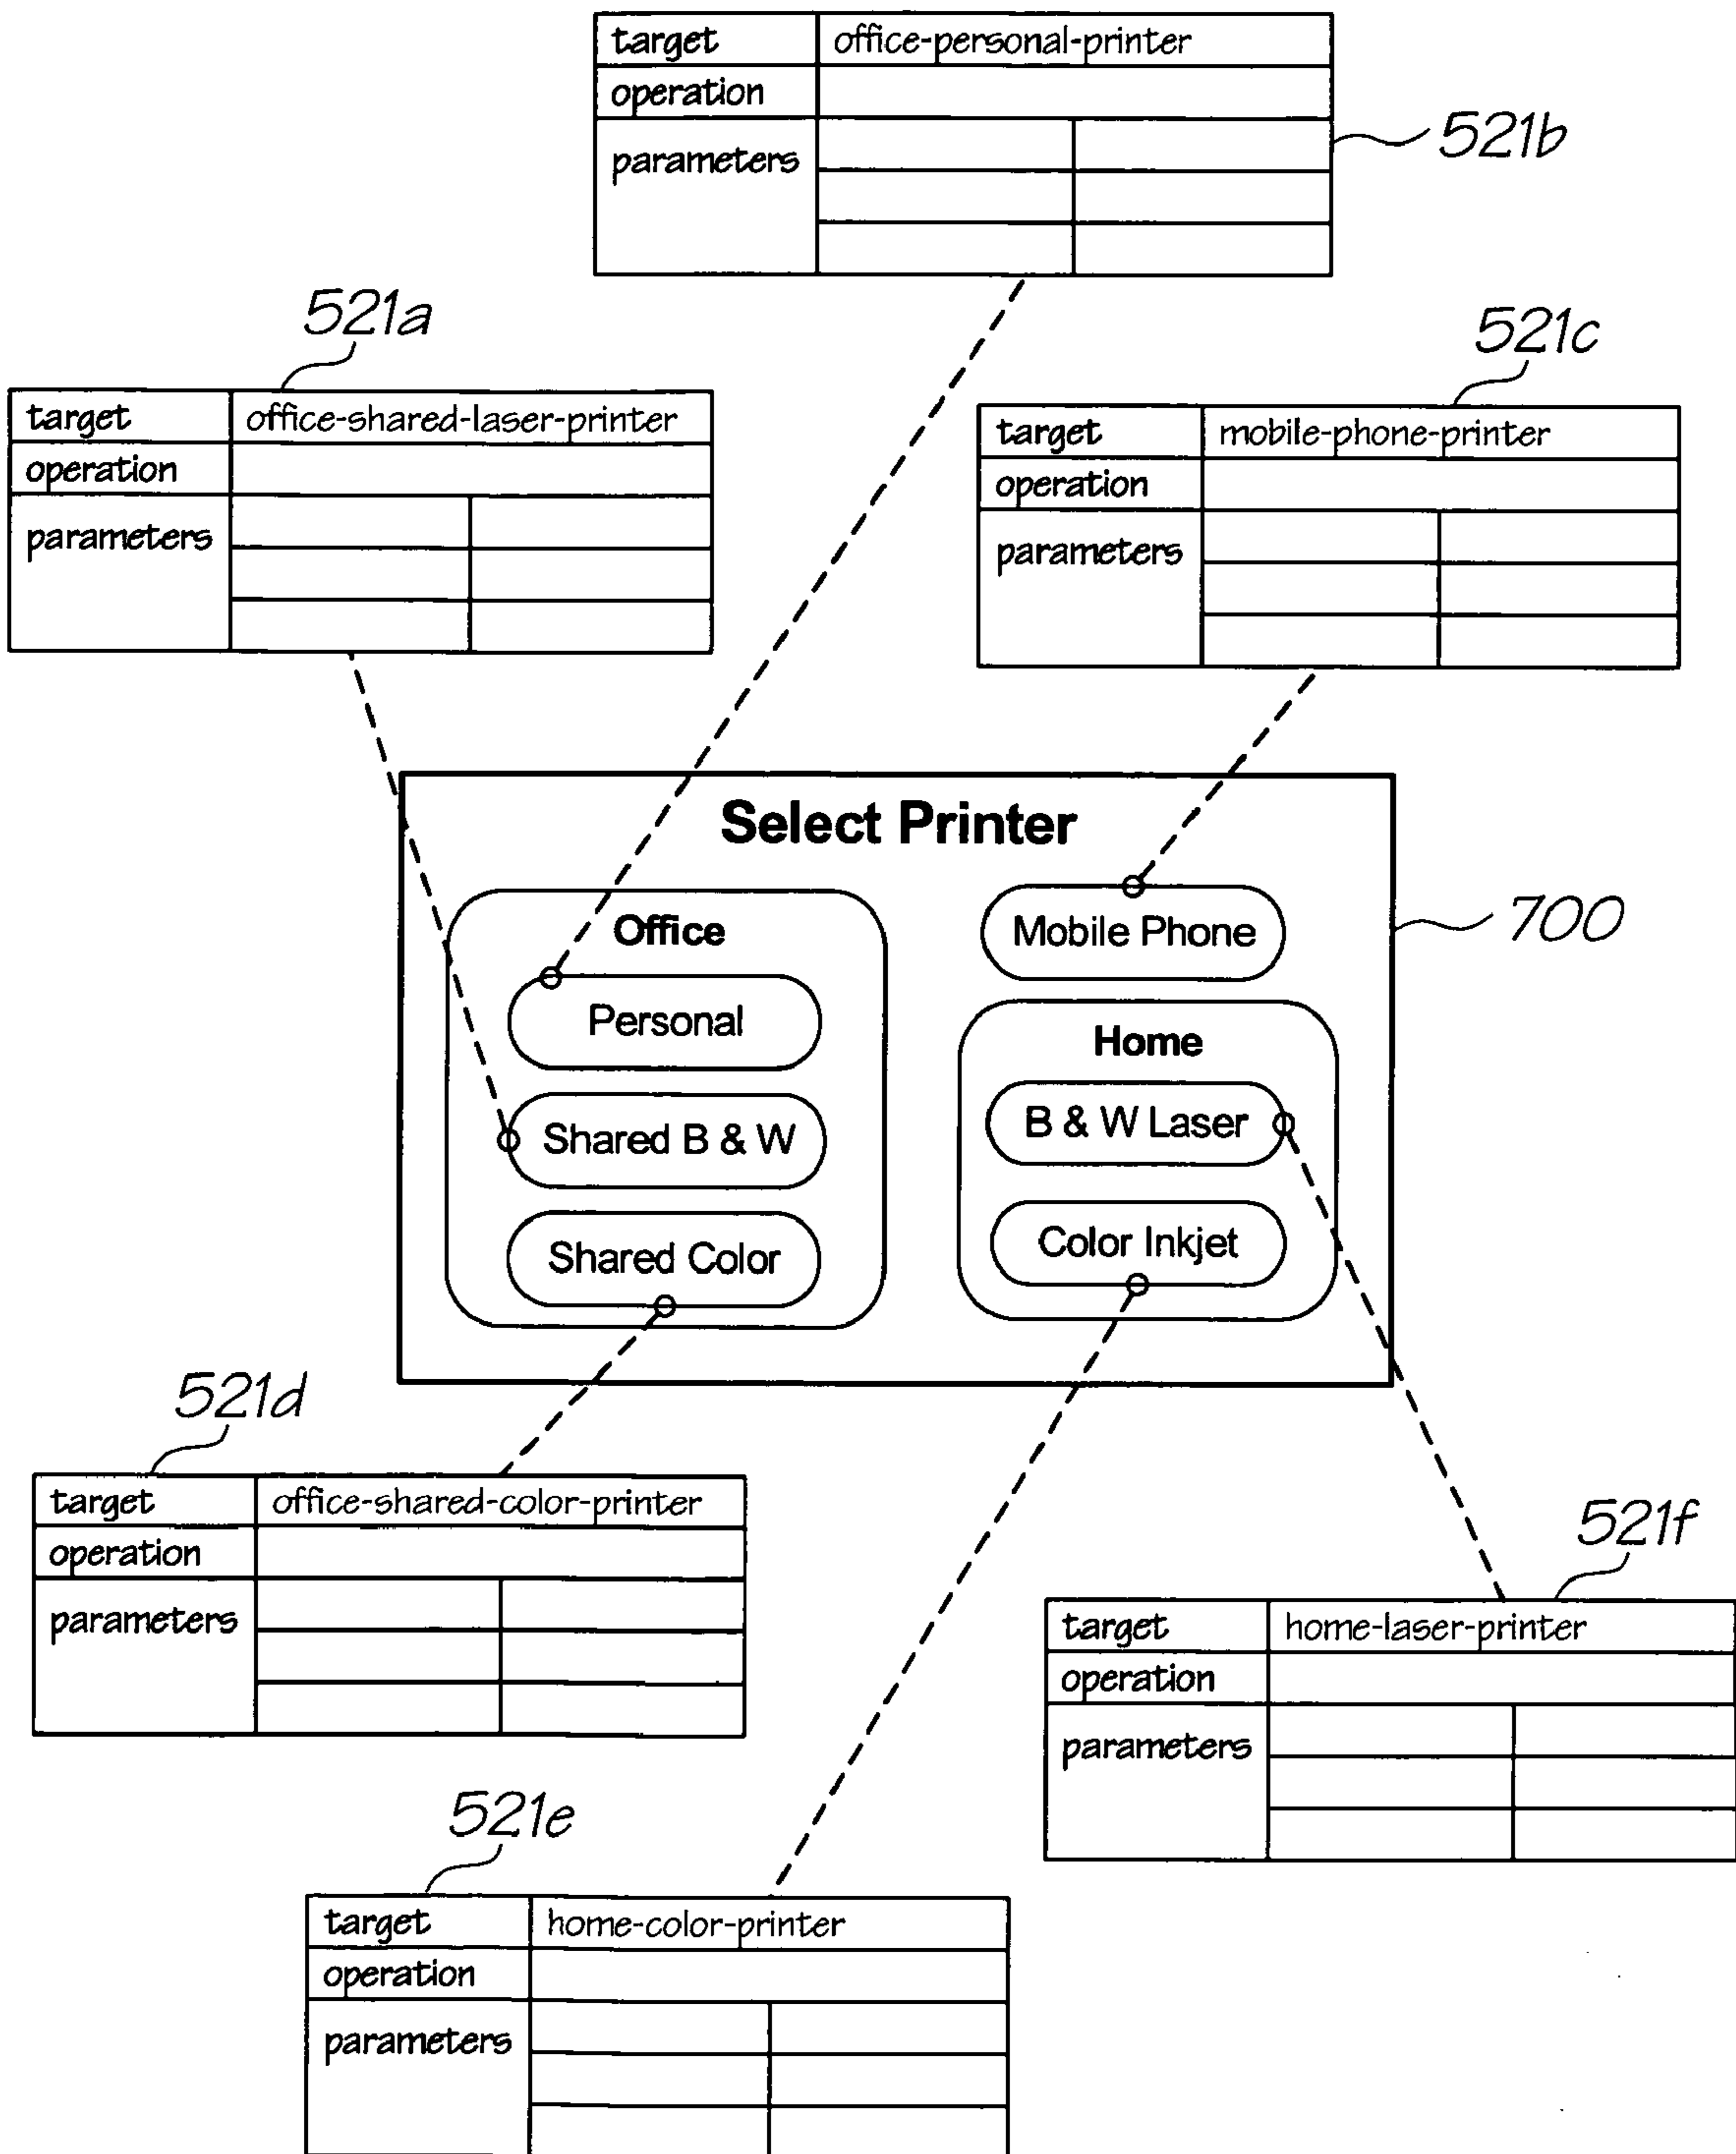 target office-personal-printer
operation
parameters
521b
521a
target office-shared-laser-printer
operation
parameters
521c
target mobile-phone-printer
operation
parameters
Select Printer
Office
Personal
Shared B & W
Shared Color
Mobile Phone
Home
B & W Laser
Color Inkjet
700
521d
target office-shared-color-printer
operation
parameters
521f
target home-laser-printer
operation
parameters
521e
target home-color-printer
operation
parameters